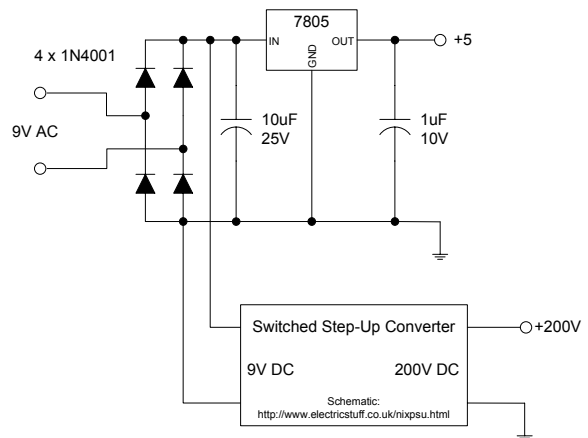 7805
IN
OUT
GND
+5
4 x 1N4001
9V AC
10uF
25V
1uF
10V
Switched Step-Up Converter
9V DC
200V DC
+200V
Schematic:
http://www.electricstuff.co.uk/nixpsu.html